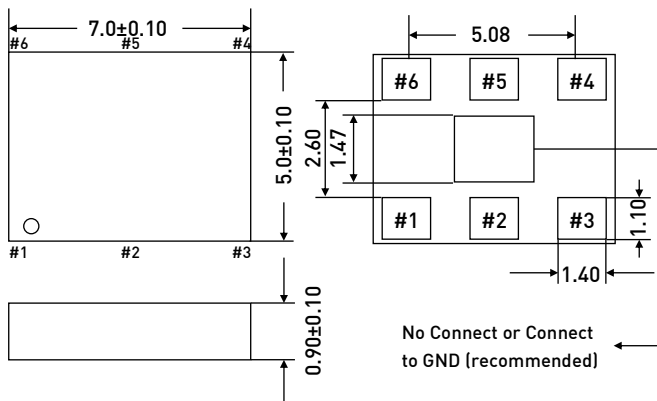 7.0±0.10
#6 #5 #4
5.0±0.10
#1 #2 #3
0.90±0.10
5.08
#6 #5 #4
2.60
1.47
#1 #2 #3
1.10
1.40
No Connect or Connect
to GND (recommended)